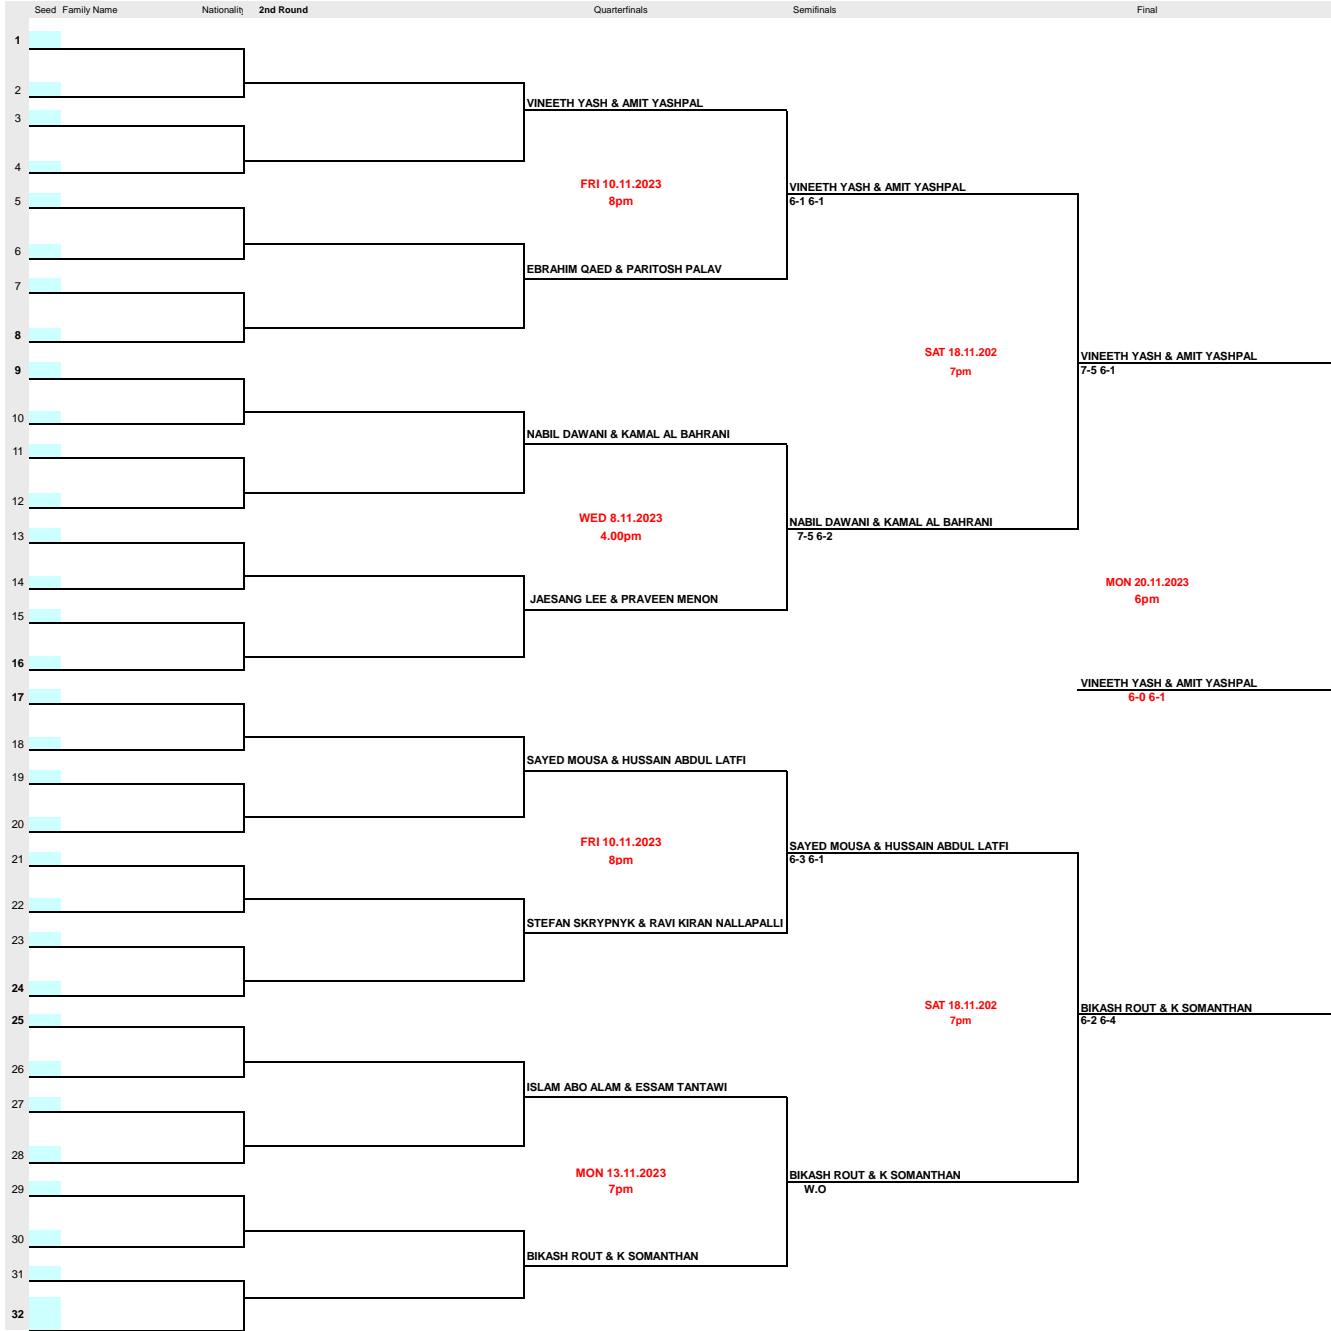 Seed Family Name Nationality 2nd Round Quarterfinals Semifinals Final
1
2
VINEETH YASH & AMIT YASHPAL
3
4
FRI 10.11.2023
8pm
VINEETH YASH & AMIT YASHPAL
6-1 6-1
5
6
EBRAHIM QAED & PARITOSH PALAV
7
8
SAT 18.11.202
7pm
VINEETH YASH & AMIT YASHPAL
7-5 6-1
9
10
NABIL DAWANI & KAMAL AL BAHRANI
11
12
WED 8.11.2023
4.00pm
NABIL DAWANI & KAMAL AL BAHRANI
7-5 6-2
13
14
MON 20.11.2023
6pm
JAESANG LEE & PRAVEEN MENON
15
16
VINEETH YASH & AMIT YASHPAL
6-0 6-1
17
18
SAYED MOUSA & HUSSAIN ABDUL LATFI
19
20
FRI 10.11.2023
8pm
SAYED MOUSA & HUSSAIN ABDUL LATFI
6-3 6-1
21
22
STEFAN SKRYPNYK & RAVI KIRAN NALLAPALLI
23
24
SAT 18.11.202
7pm
BIKASH ROUT & K SOMANTHAN
6-2 6-4
25
26
ISLAM ABO ALAM & ESSAM TANTAWI
27
28
MON 13.11.2023
7pm
BIKASH ROUT & K SOMANTHAN
W.O
29
30
BIKASH ROUT & K SOMANTHAN
31
32